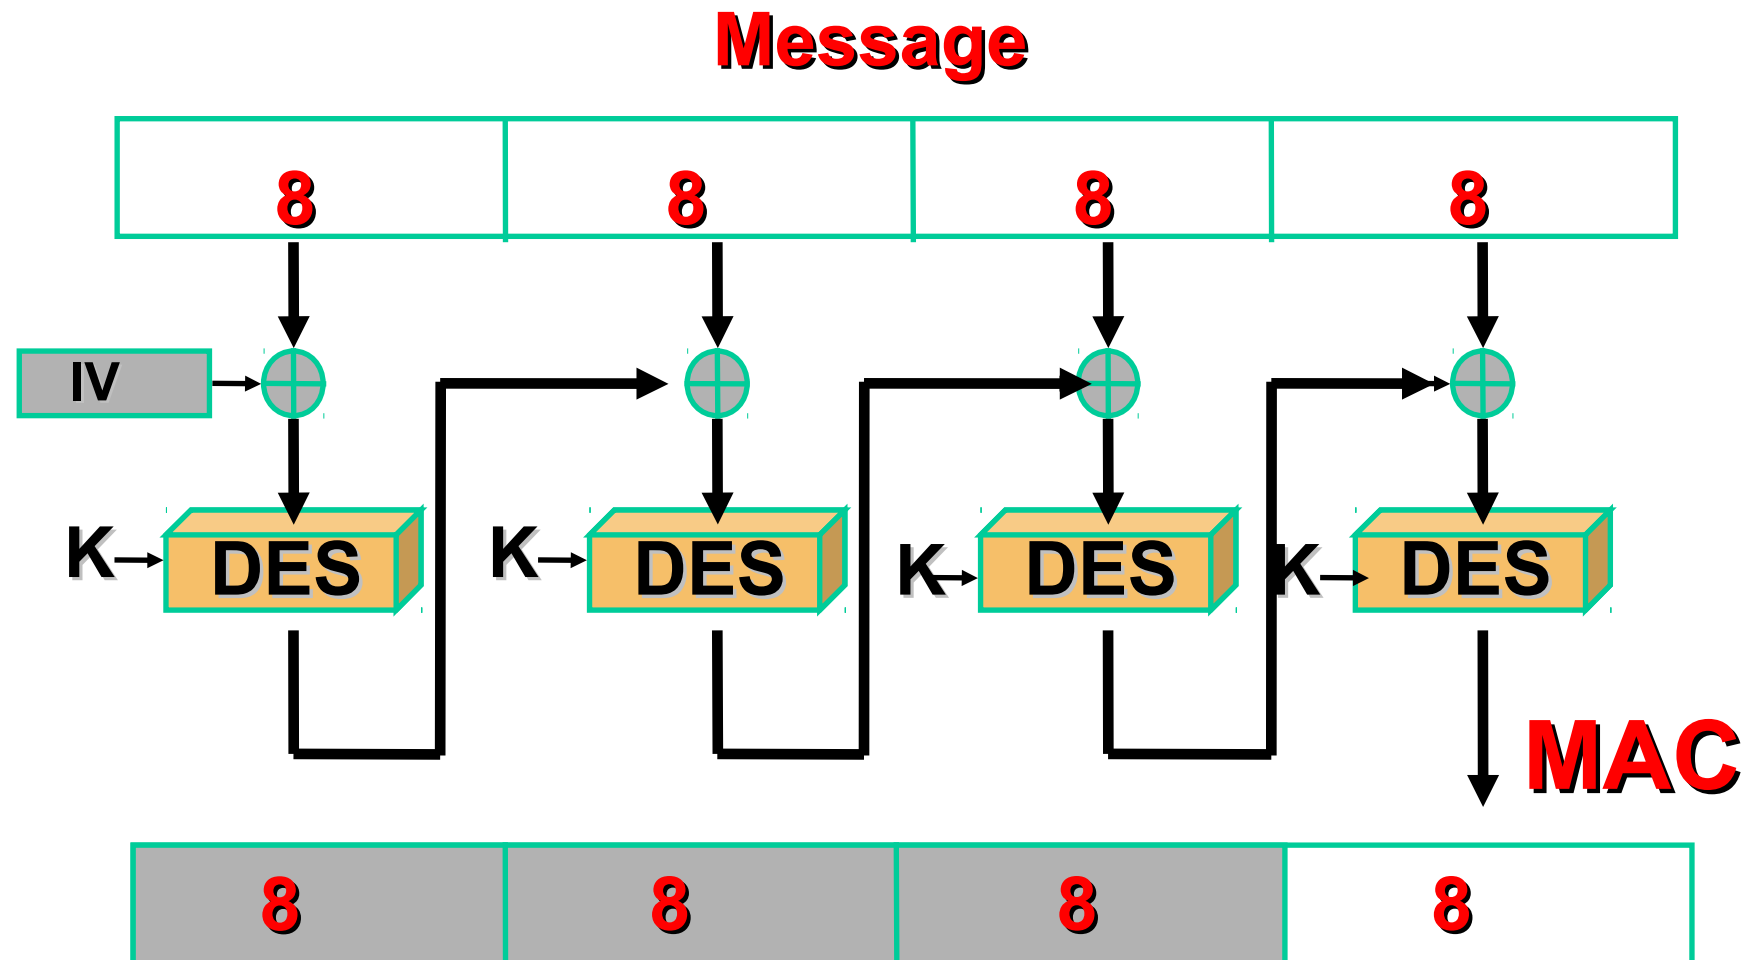 Message
8 8 8 8
IV
K DES K DES K DES K DES
MAC
8 8 8 8